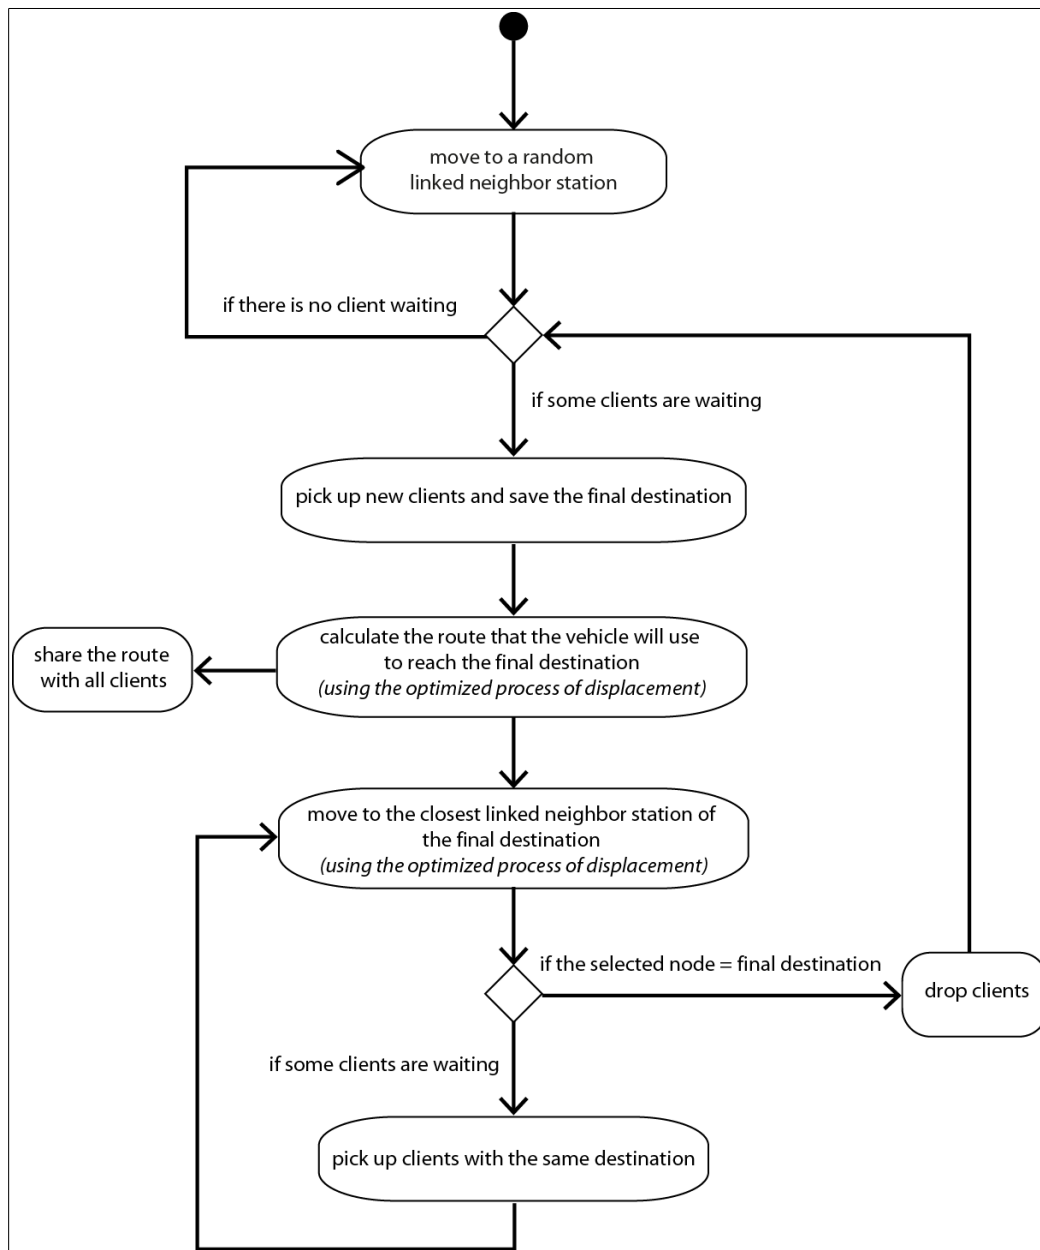 move to a random
linked neighbor station
if there is no client waiting
if some clients are waiting
pick up new clients and save the final destination
calculate the route that the vehicle will use
to reach the final destination
(using the optimized process of displacement)
share the route
with all clients
move to the closest linked neighbor station of
the final destination
(using the optimized process of displacement)
if the selected node = final destination
drop clients
if some clients are waiting
pick up clients with the same destination